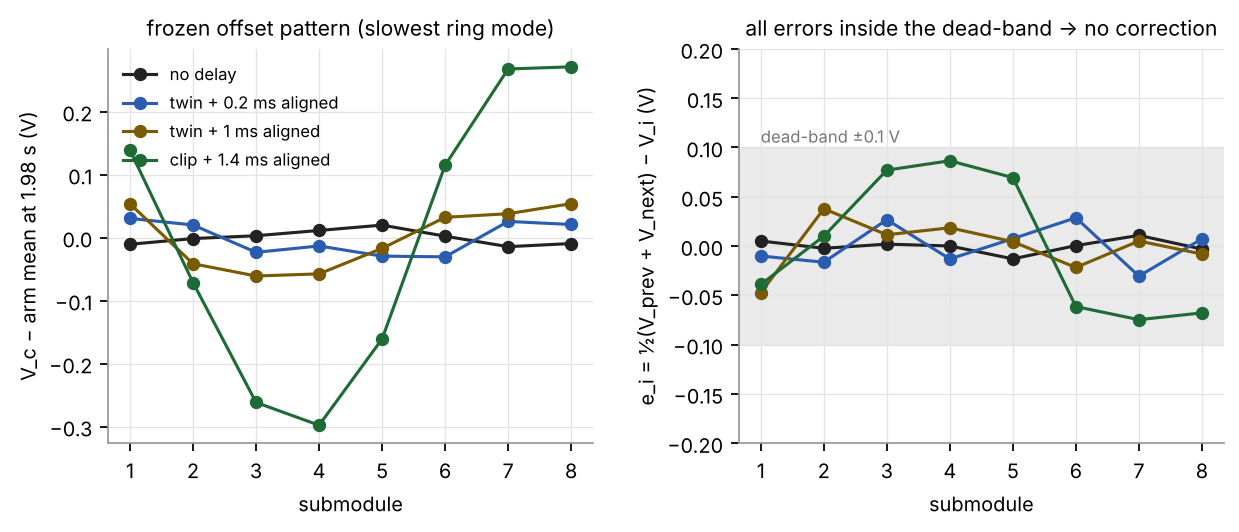 frozen offset pattern (slowest ring mode)
V_c − arm mean at 1.98 s (V)
0.2
0.1
0.0
−0.1
−0.2
−0.3
no delay
twin + 0.2 ms aligned
twin + 1 ms aligned
clip + 1.4 ms aligned
1 2 3 4 5 6 7 8
submodule
all errors inside the dead-band → no correction
e_i = ½(V_prev + V_next) − V_i (V)
0.20
0.15
0.10
0.05
0.00
−0.05
−0.10
−0.15
−0.20
dead-band ±0.1 V
1 2 3 4 5 6 7 8
submodule